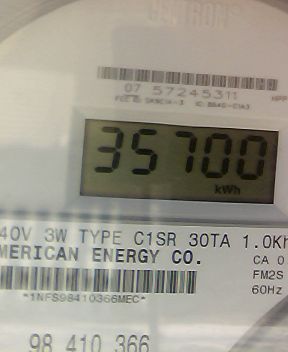 07 57245311
35700
kWh
40V 3W TYPE C1SR 30TA 1.0Kh
MERICAN ENERGY CO.
CA 0
FM2S
60Hz
*1NFS98410366MEC*
98 410 366